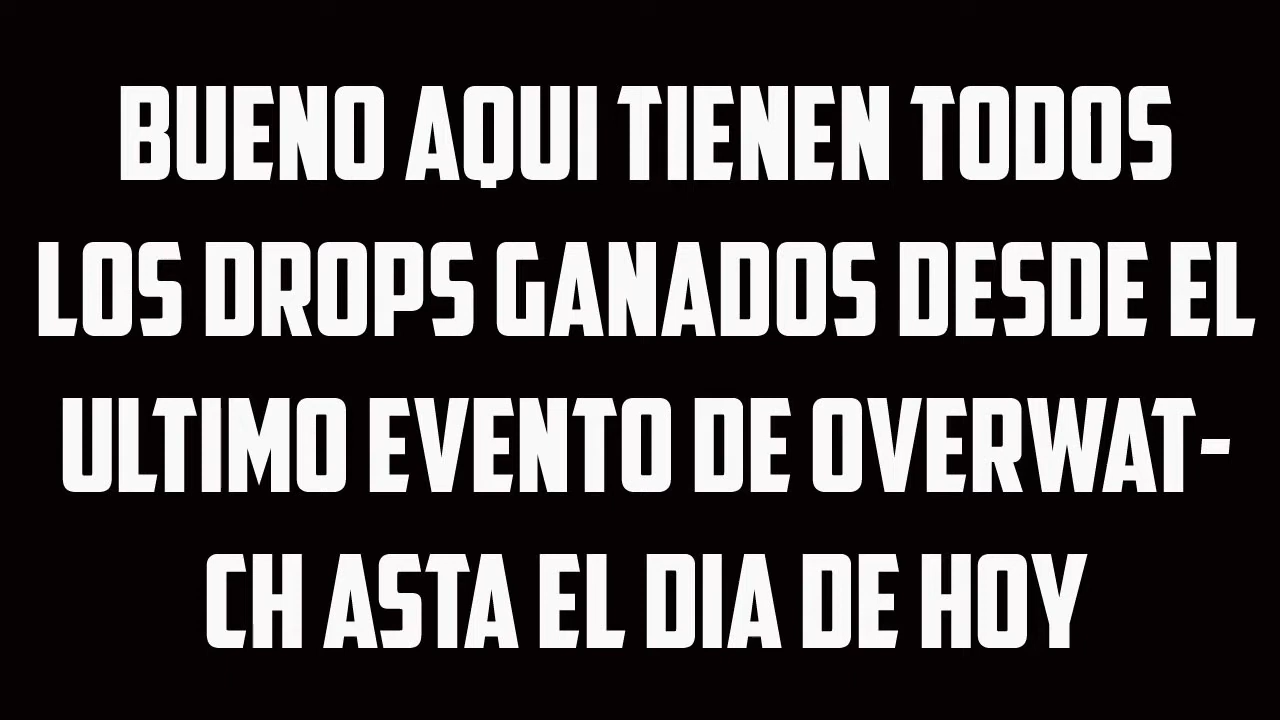 BUENO AQUI TIENEN TODOS
LOS DROPS GANADOS DESDE EL
ULTIMO EVENTO DE OVERWAT-
CH ASTA EL DIA DE HOY